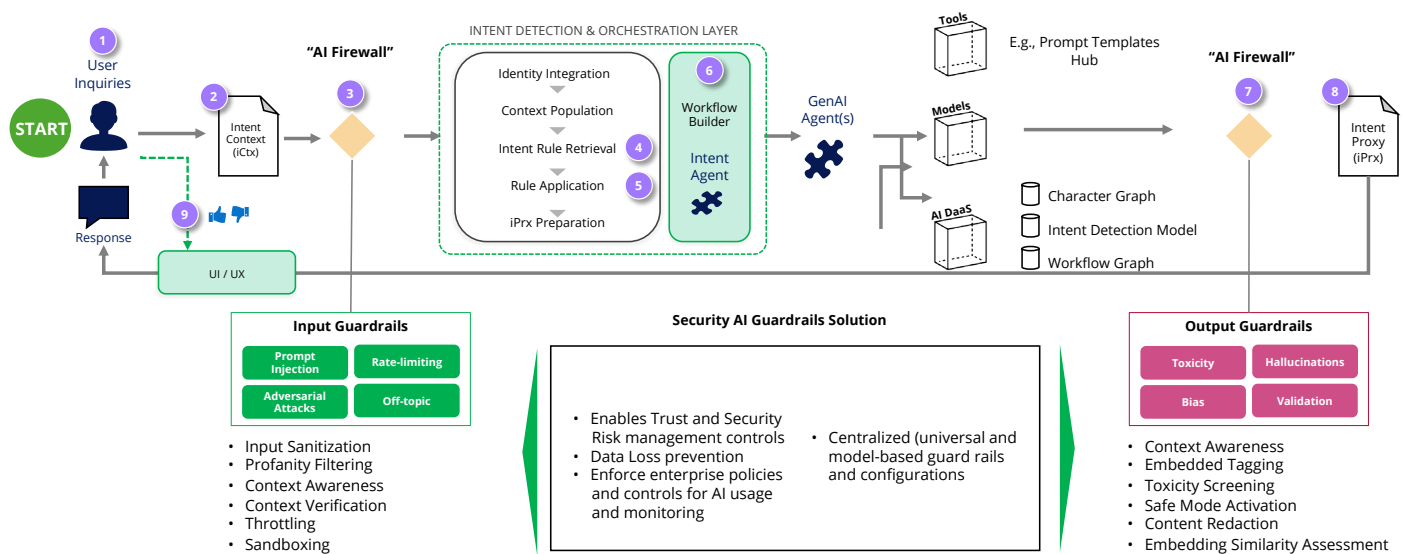 INTENT DETECTION & ORCHESTRATION LAYER
Tools
E.g., Prompt Templates
Hub
1
User
Inquiries
START
2
Intent
Context
(iCtx)
“AI Firewall”
3
Identity Integration
Context Population
Intent Rule Retrieval
4
Rule Application
5
iPrx Preparation
6
Workflow
Builder
Intent
Agent
GenAI
Agent(s)
Models
AI DaaS
Character Graph
Intent Detection Model
Workflow Graph
“AI Firewall”
7
8
Intent
Proxy
(iPrx)
Response
9
UI / UX
Input Guardrails
Prompt
Injection
Rate-limiting
Adversarial
Attacks
Off-topic
• Input Sanitization
• Profanity Filtering
• Context Awareness
• Context Verification
• Throttling
• Sandboxing
Security AI Guardrails Solution
• Enables Trust and Security
Risk management controls
• Data Loss prevention
• Enforce enterprise policies
and controls for AI usage
and monitoring
• Centralized (universal and
model-based guard rails
and configurations
Output Guardrails
Toxicity
Hallucinations
Bias
Validation
• Context Awareness
• Embedded Tagging
• Toxicity Screening
• Safe Mode Activation
• Content Redaction
• Embedding Similarity Assessment